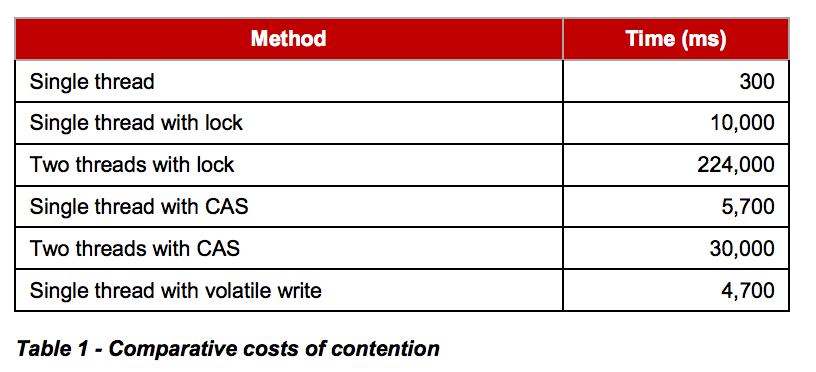 Method Time (ms)
Single thread 300
Single thread with lock 10,000
Two threads with lock 224,000
Single thread with CAS 5,700
Two threads with CAS 30,000
Single thread with volatile write 4,700
Table 1 - Comparative costs of contention